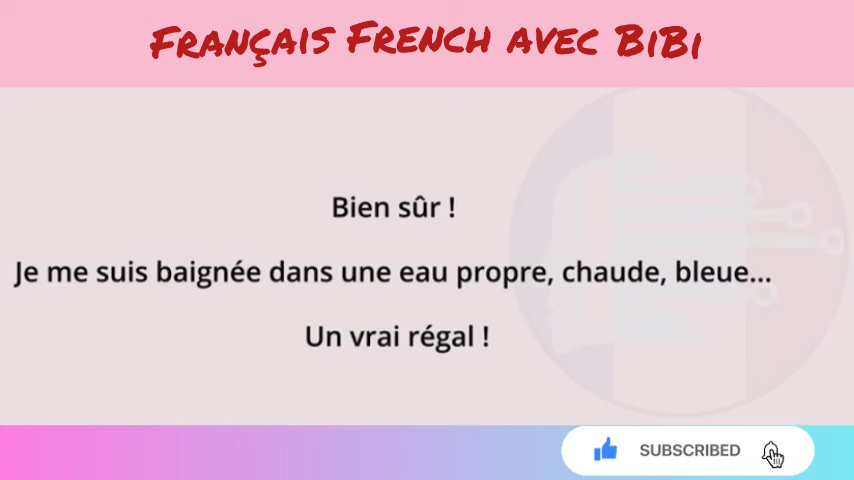 Français French avec BiBi
Bien sûr !
Je me suis baignée dans une eau propre, chaude, bleue...
Un vrai régal !
SUBSCRIBED